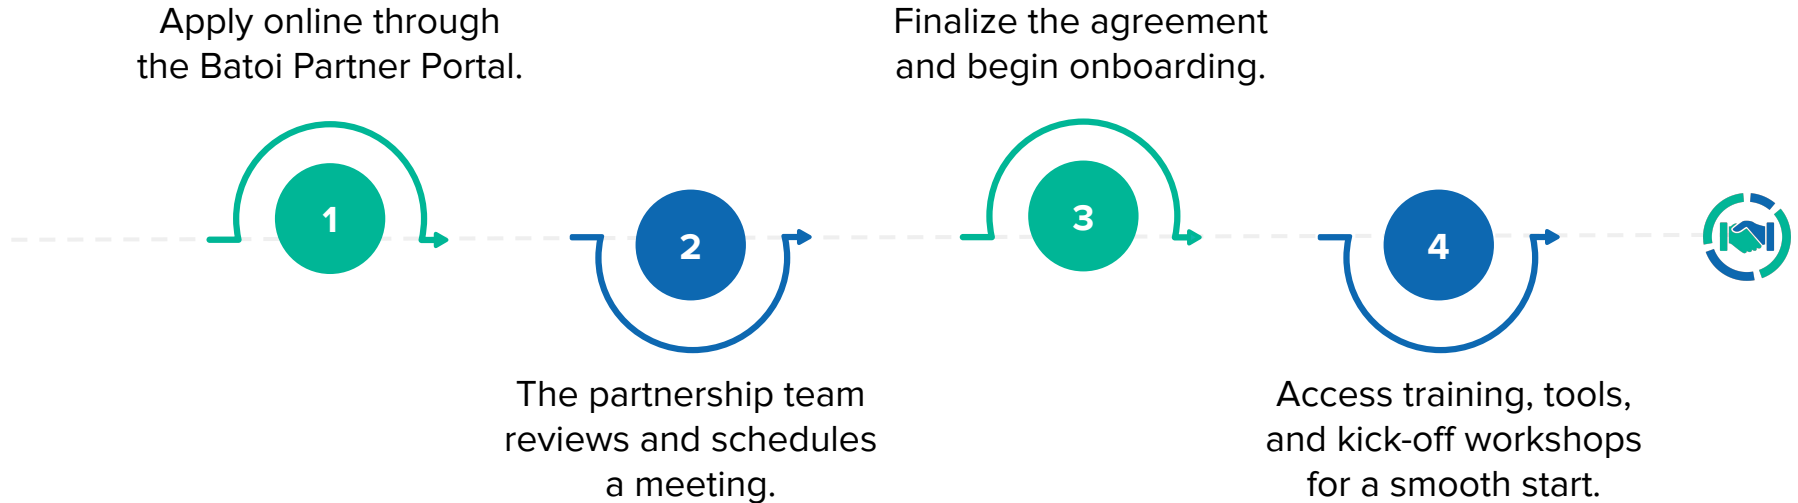 Apply online through
the Batoi Partner Portal.
1
The partnership team
reviews and schedules
a meeting.
2
Finalize the agreement
and begin onboarding.
3
Access training, tools,
and kick-off workshops
for a smooth start.
4